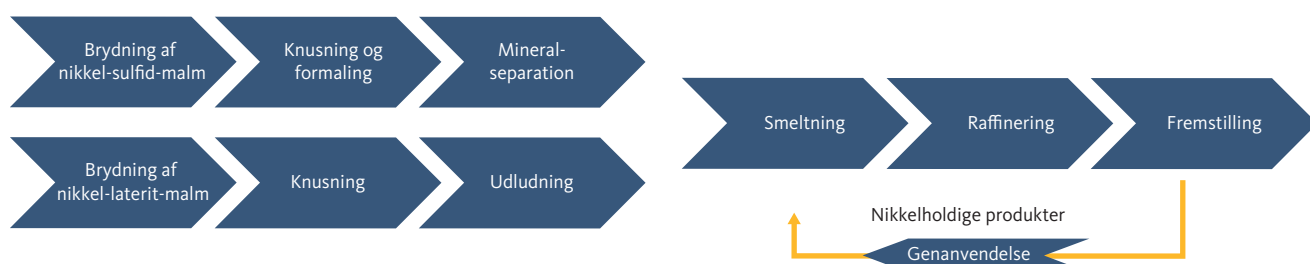 Brydning af
nikkel-sulfid-malm
Knusning og
formaling
Mineral-
separation
Brydning af
nikkel-laterit-malm
Knusning
Udludning
Smeltning
Raffinering
Fremstilling
Nikkelholdige produkter
Genanvendelse